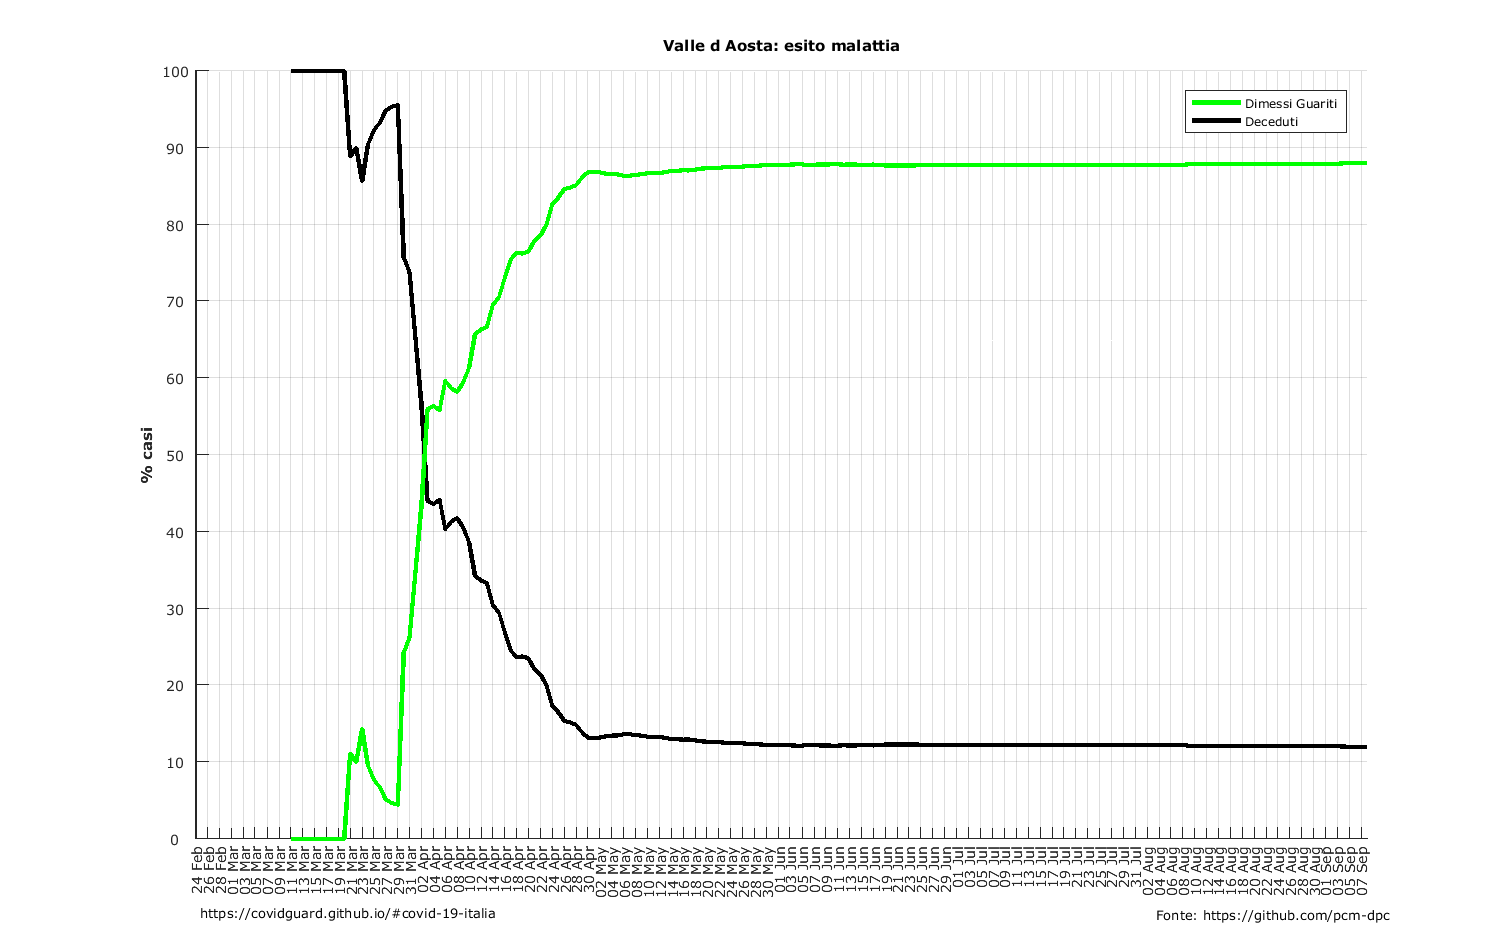 Valle d Aosta: esito malattia
Dimessi Guariti
Deceduti
% casi
100
90
80
70
60
50
40
30
20
10
0
24 Feb
26 Feb
28 Feb
01 Mar
03 Mar
05 Mar
07 Mar
09 Mar
11 Mar
13 Mar
15 Mar
17 Mar
19 Mar
21 Mar
23 Mar
25 Mar
27 Mar
29 Mar
31 Mar
02 Apr
04 Apr
06 Apr
08 Apr
10 Apr
12 Apr
14 Apr
16 Apr
18 Apr
20 Apr
22 Apr
24 Apr
26 Apr
28 Apr
30 Apr
02 May
04 May
06 May
08 May
10 May
12 May
14 May
16 May
18 May
20 May
22 May
24 May
26 May
28 May
30 May
01 Jun
03 Jun
05 Jun
07 Jun
09 Jun
11 Jun
13 Jun
15 Jun
17 Jun
19 Jun
21 Jun
23 Jun
25 Jun
27 Jun
29 Jun
01 Jul
03 Jul
05 Jul
07 Jul
09 Jul
11 Jul
13 Jul
15 Jul
17 Jul
19 Jul
21 Jul
23 Jul
25 Jul
27 Jul
29 Jul
31 Jul
02 Aug
04 Aug
06 Aug
08 Aug
10 Aug
12 Aug
14 Aug
16 Aug
18 Aug
20 Aug
22 Aug
24 Aug
26 Aug
28 Aug
30 Aug
01 Sep
03 Sep
05 Sep
07 Sep
https://covidguard.github.io/#covid-19-italia
Fonte: https://github.com/pcm-dpc